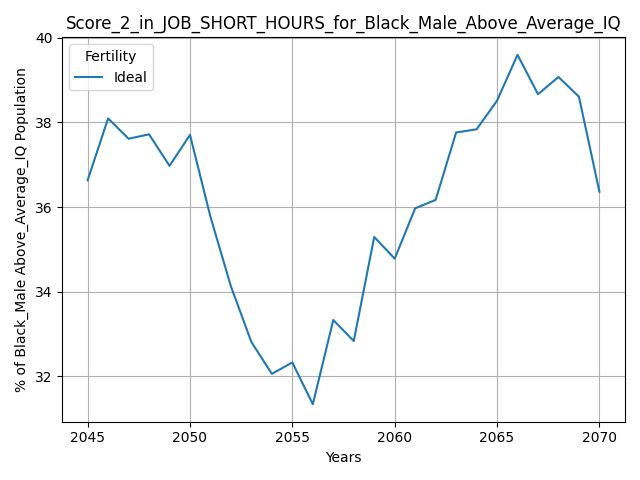 Score_2_in_JOB_SHORT_HOURS_for_Black_Male_Above_Average_IQ
Fertility
Ideal
% of Black_Male Above_Average_IQ Population
40
38
36
34
32
2045 2050 2055 2060 2065 2070
Years